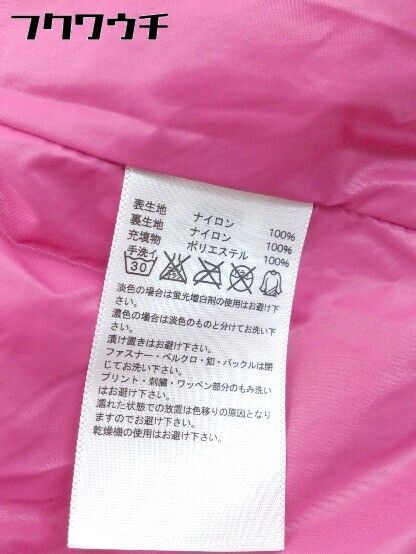 フクワウチ
表生地 ナイロン 100%
裏生地 ナイロン 100%
充填物 ポリエステル 100%
手洗イ
30
淡色の場合は蛍光増白剤の使用はお避け下
さい。
濃色の場合は淡色のものと分けてお洗い下
さい。
漬け置きはお避け下さい。
ファスナー・ベルクロ・釦・バックルは閉
じてお洗い下さい。
プリント・刺繍・ワッペン部分のもみ洗い
はお避け下さい。
濡れた状態での放置は色移りの原因となり
ますのでお避け下さい。
乾燥機の使用はお避け下さい。